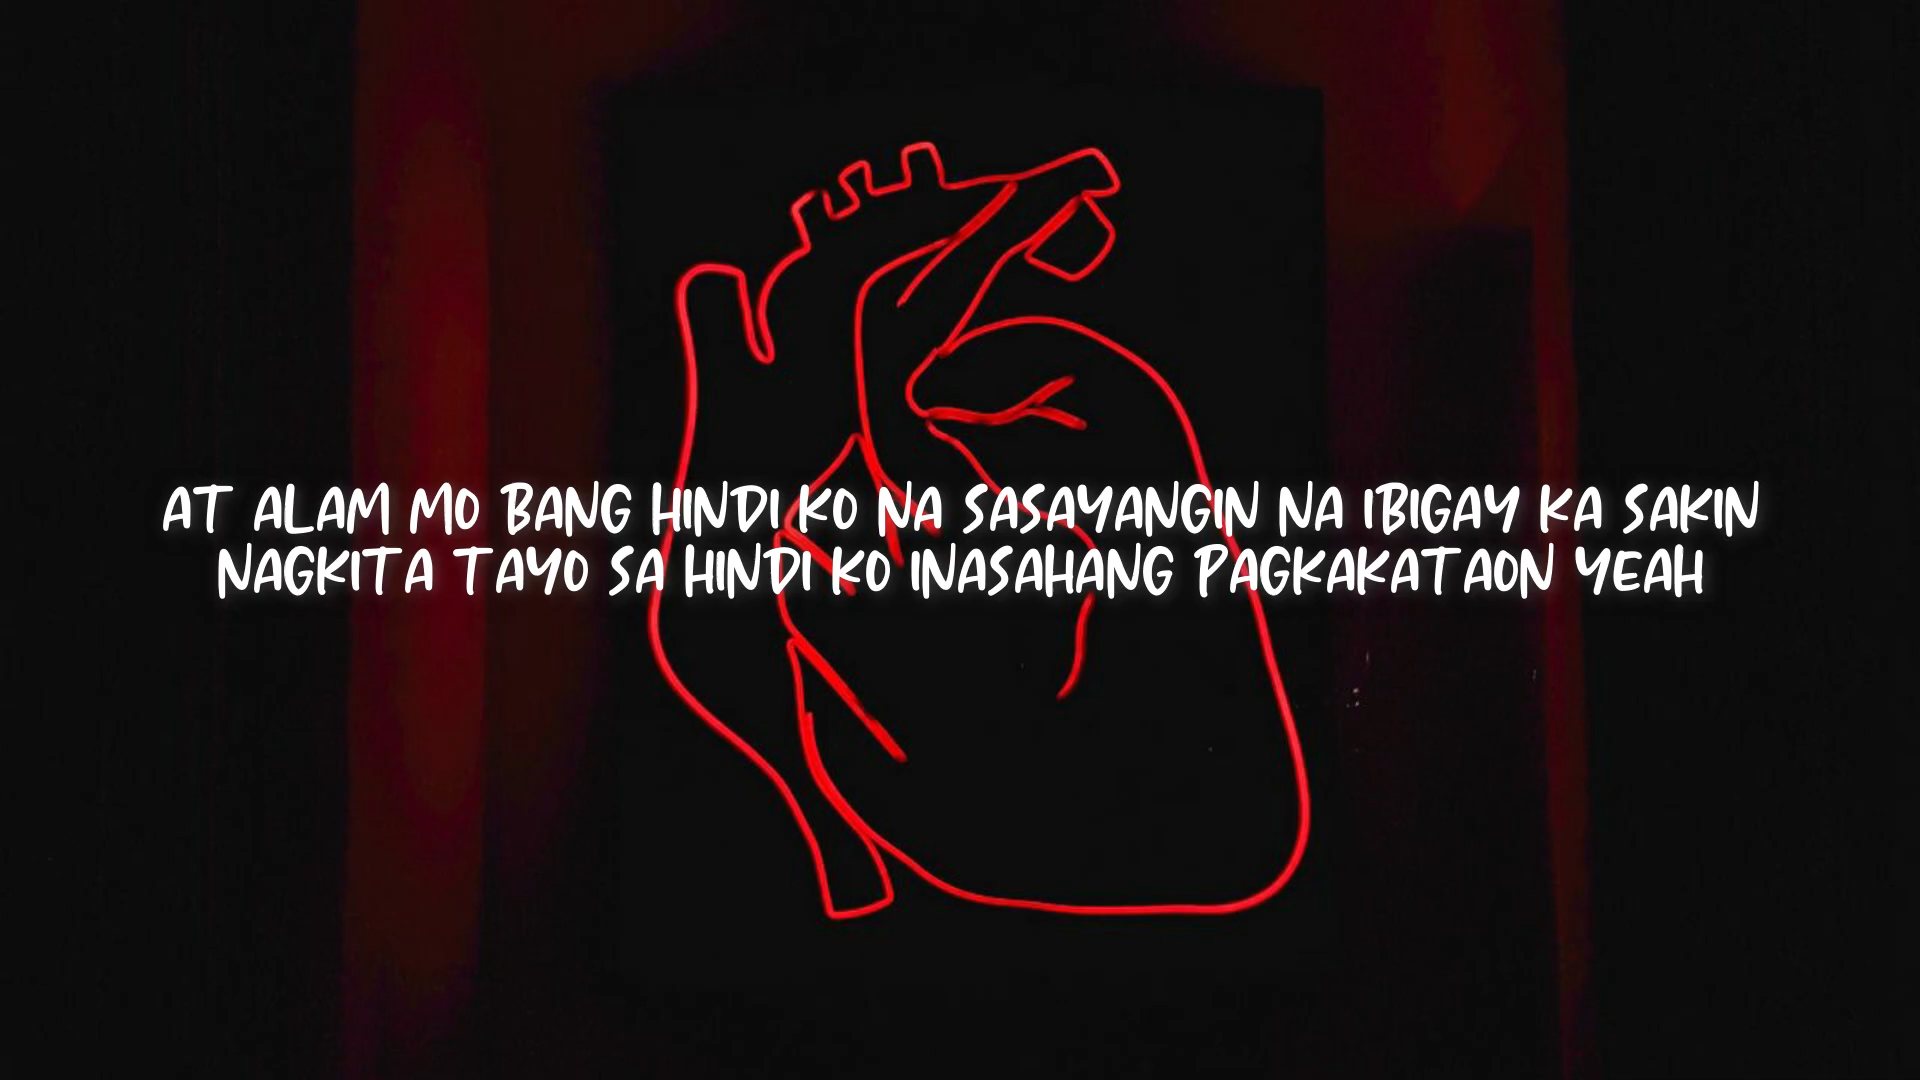 AT ALAM MO BANG HINDI KO NA SASAYANGIN NA IBIGAY KA SAKIN
NAGKITA TAYO SA HINDI KO INASAHANG PAGKAKATAON YEAH